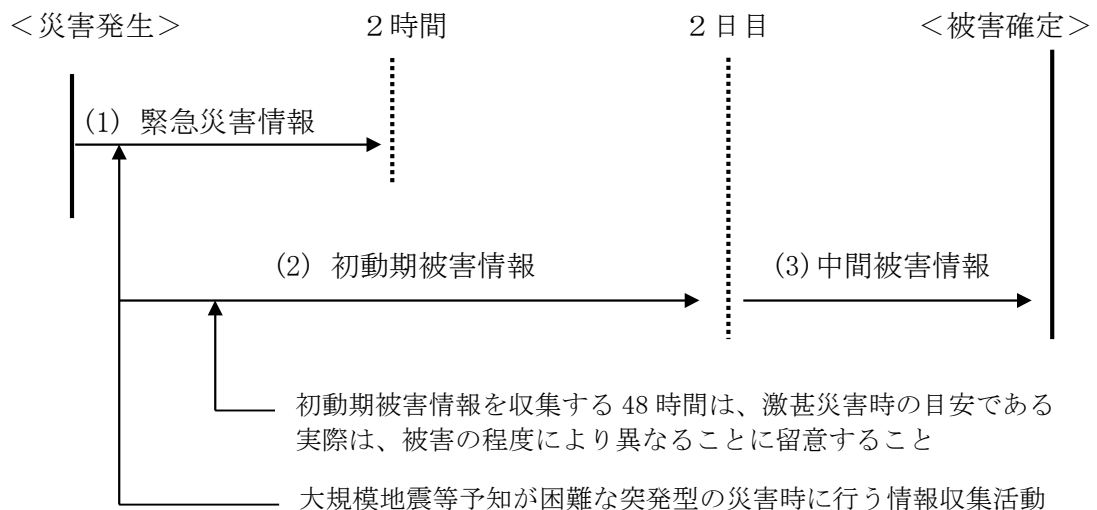 ＜災害発生＞　２時間　２日目　＜被害確定＞
(1) 緊急災害情報
(2) 初動期被害情報　(3)中間被害情報
初動期被害情報を収集する 48 時間は、激甚災害時の目安である
実際は、被害の程度により異なることに留意すること
大規模地震等予知が困難な突発型の災害時に行う情報収集活動